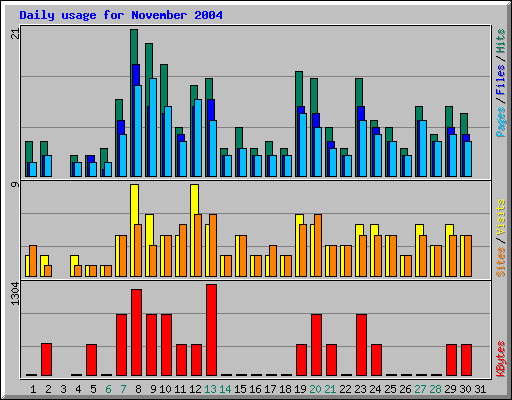 Daily usage for November 2004
21
Pages / Files / Hits
9
Sites / Visits
1304
KBytes
1 2 3 4 5 6 7 8 9 10 11 12 13 14 15 16 17 18 19 20 21 22 23 24 25 26 27 28 29 30 31